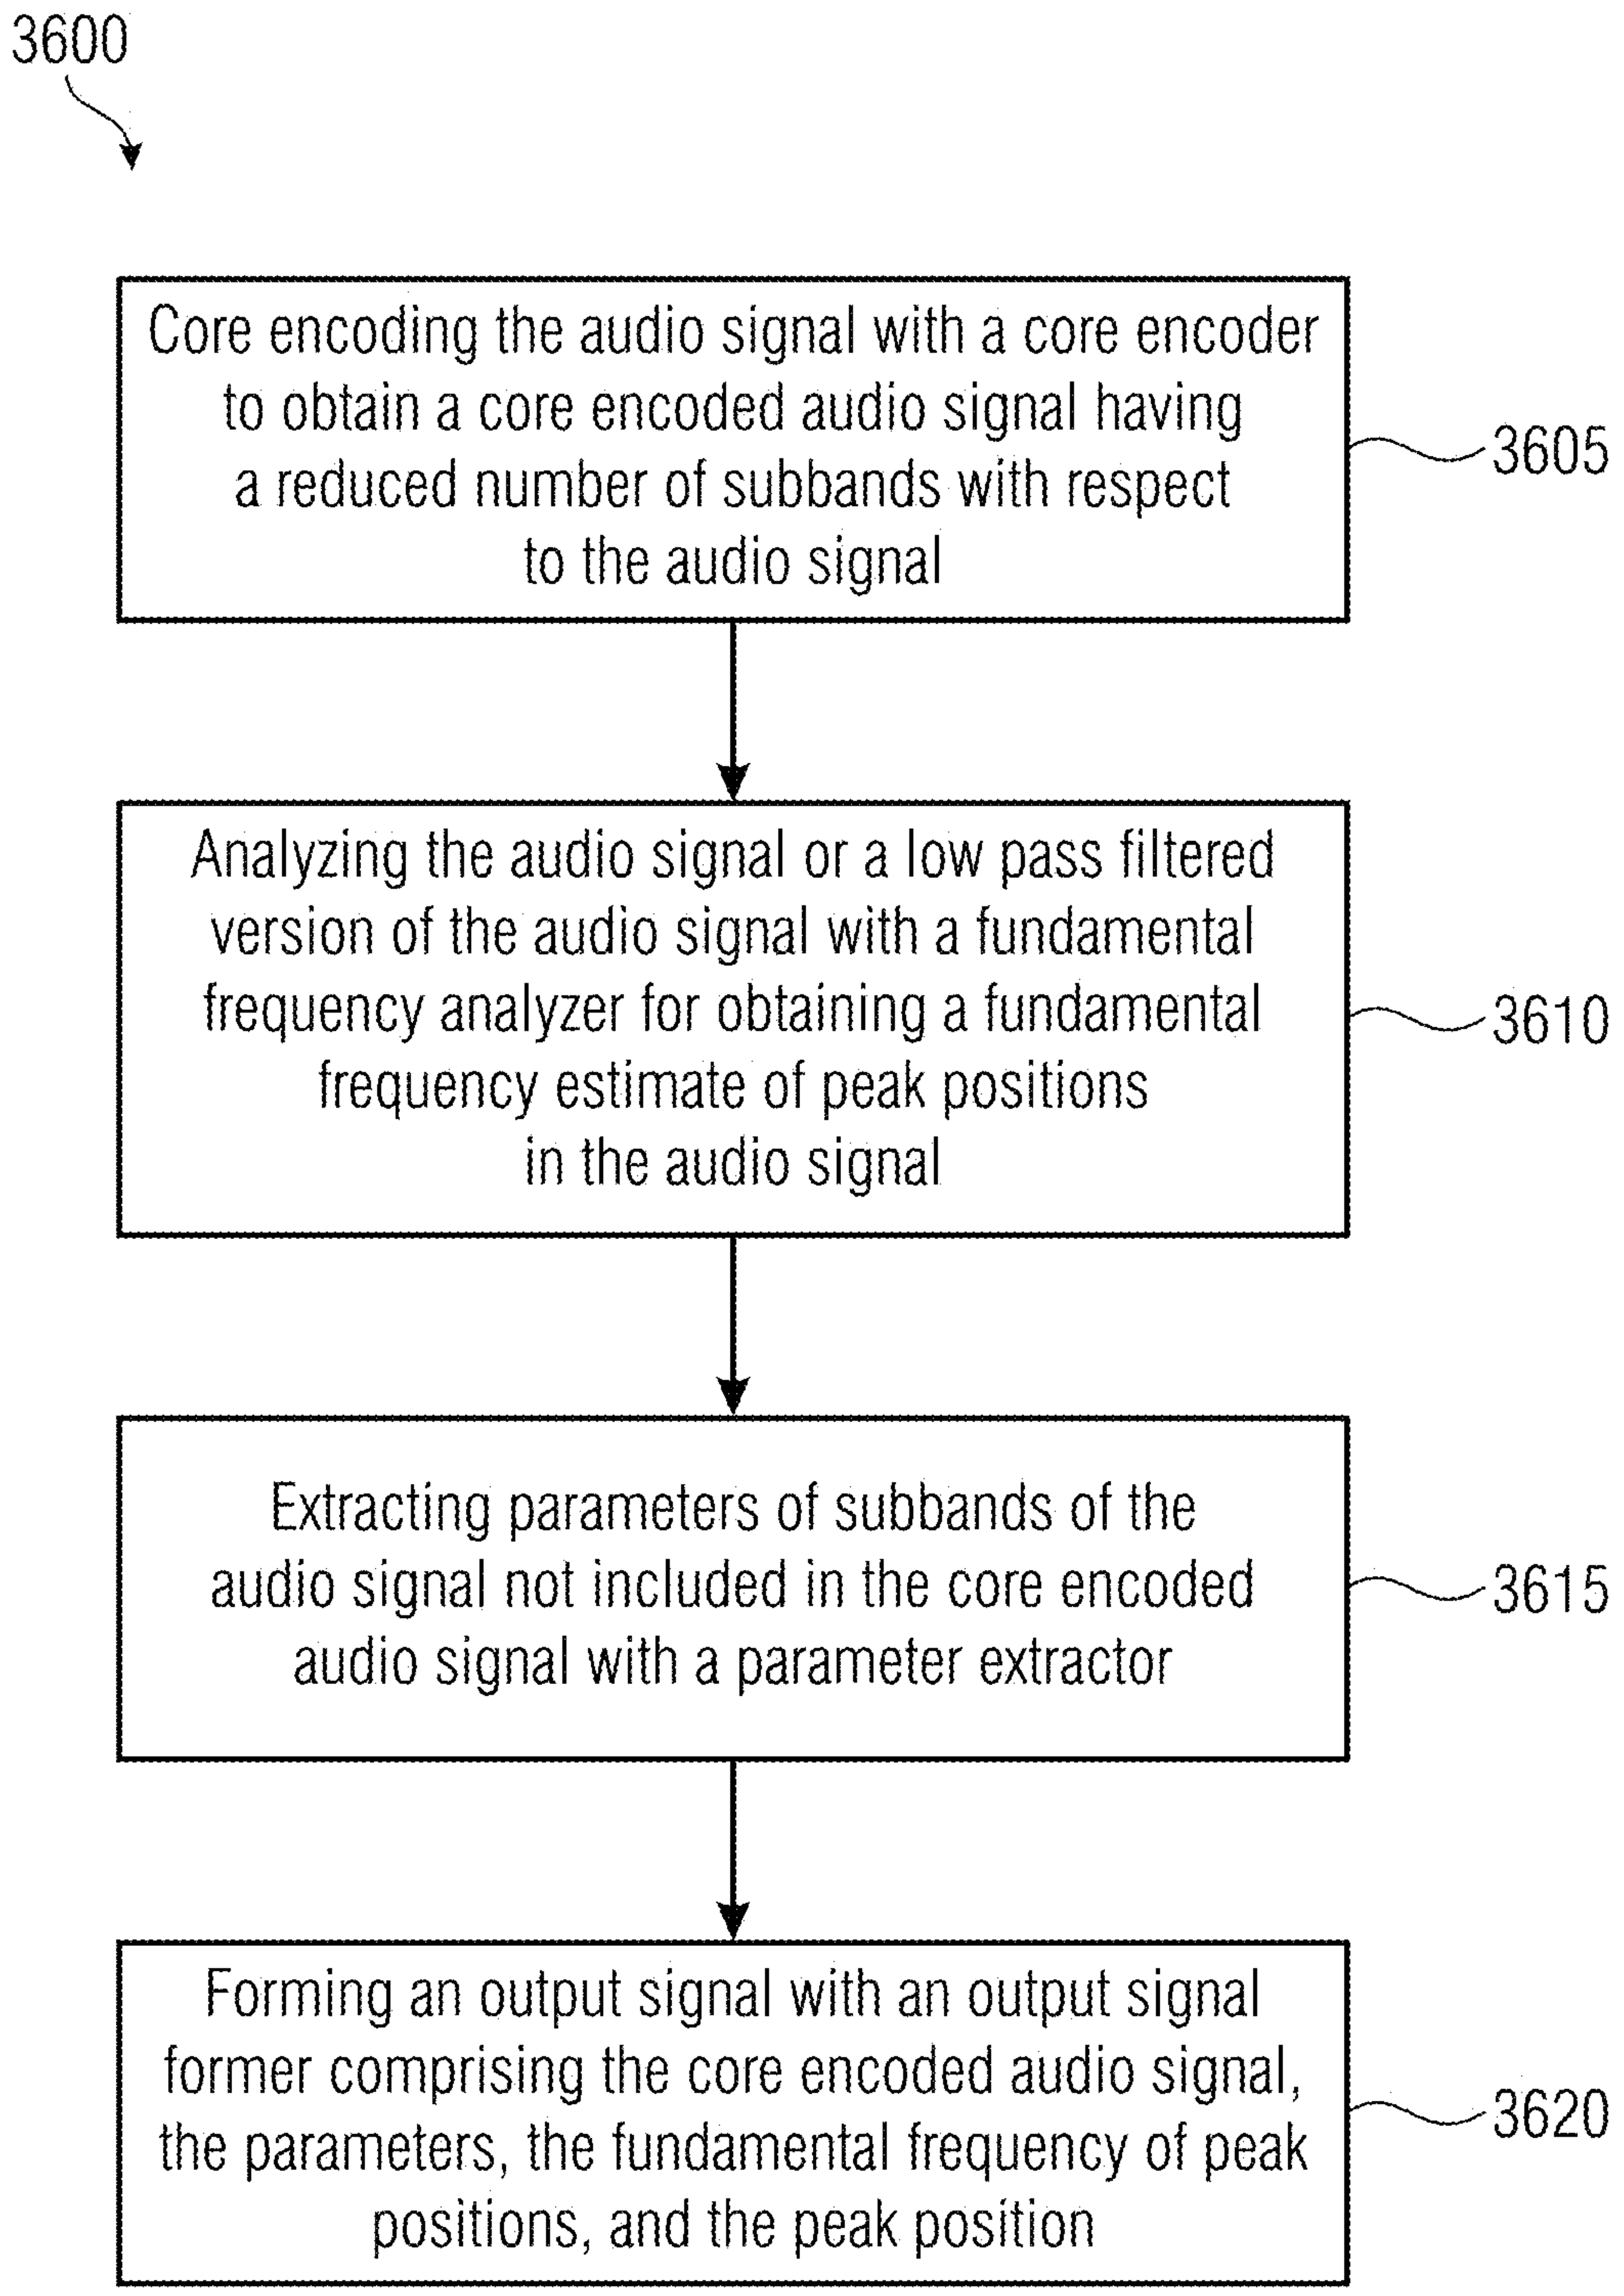 3600
Core encoding the audio signal with a core encoder
to obtain a core encoded audio signal having
a reduced number of subbands with respect
to the audio signal
3605
Analyzing the audio signal or a low pass filtered
version of the audio signal with a fundamental
frequency analyzer for obtaining a fundamental
frequency estimate of peak positions
in the audio signal
3610
Extracting parameters of subbands of the
audio signal not included in the core encoded
audio signal with a parameter extractor
3615
Forming an output signal with an output signal
former comprising the core encoded audio signal,
the parameters, the fundamental frequency of peak
positions, and the peak position
3620